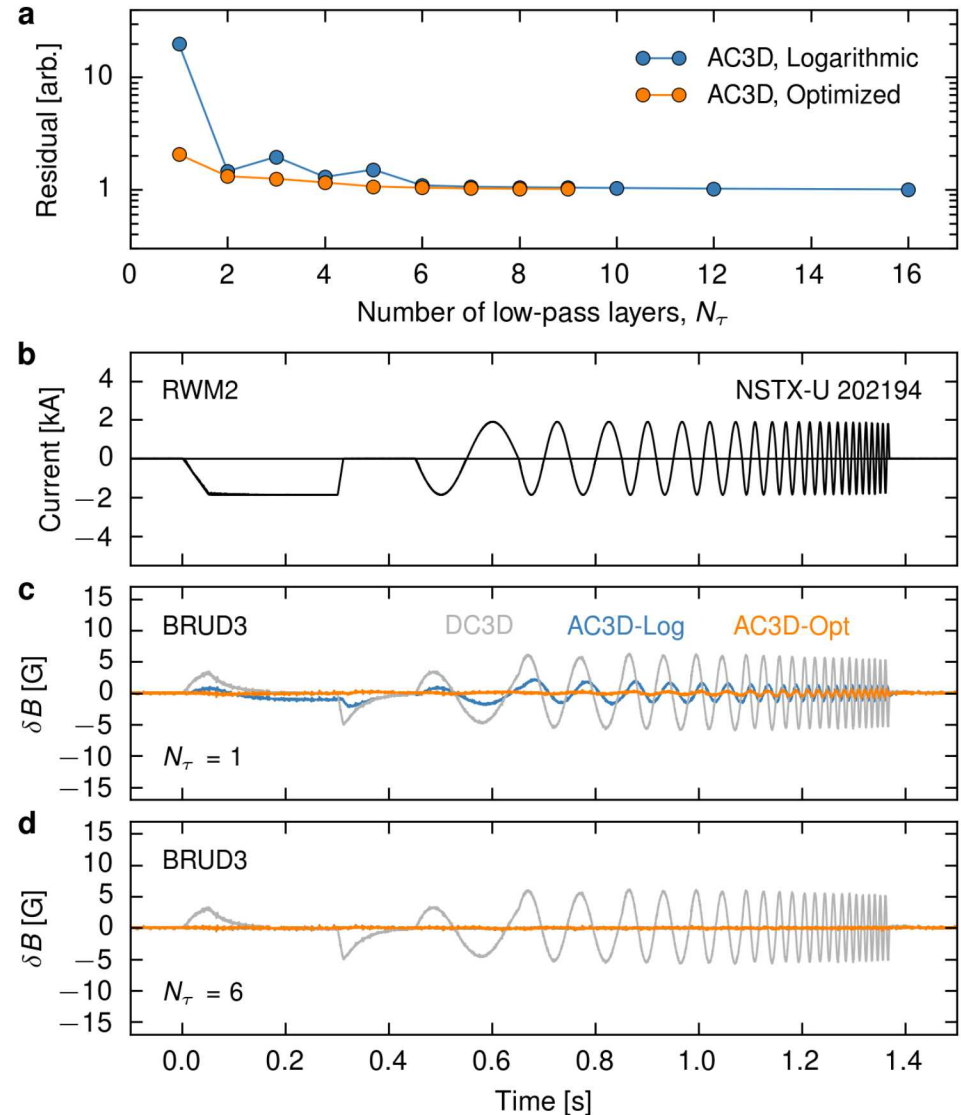 a
Residual [arb.]
10
1
AC3D, Logarithmic
AC3D, Optimized
0 2 4 6 8 10 12 14 16
Number of low-pass layers, N_τ
b
Current [kA]
4
2
0
−2
−4
RWM2
NSTX-U 202194
c
δB [G]
15
10
5
0
−5
−10
−15
BRUD3
DC3D
AC3D-Log
AC3D-Opt
N_τ = 1
d
δB [G]
15
10
5
0
−5
−10
−15
BRUD3
N_τ = 6
0.0 0.2 0.4 0.6 0.8 1.0 1.2 1.4
Time [s]